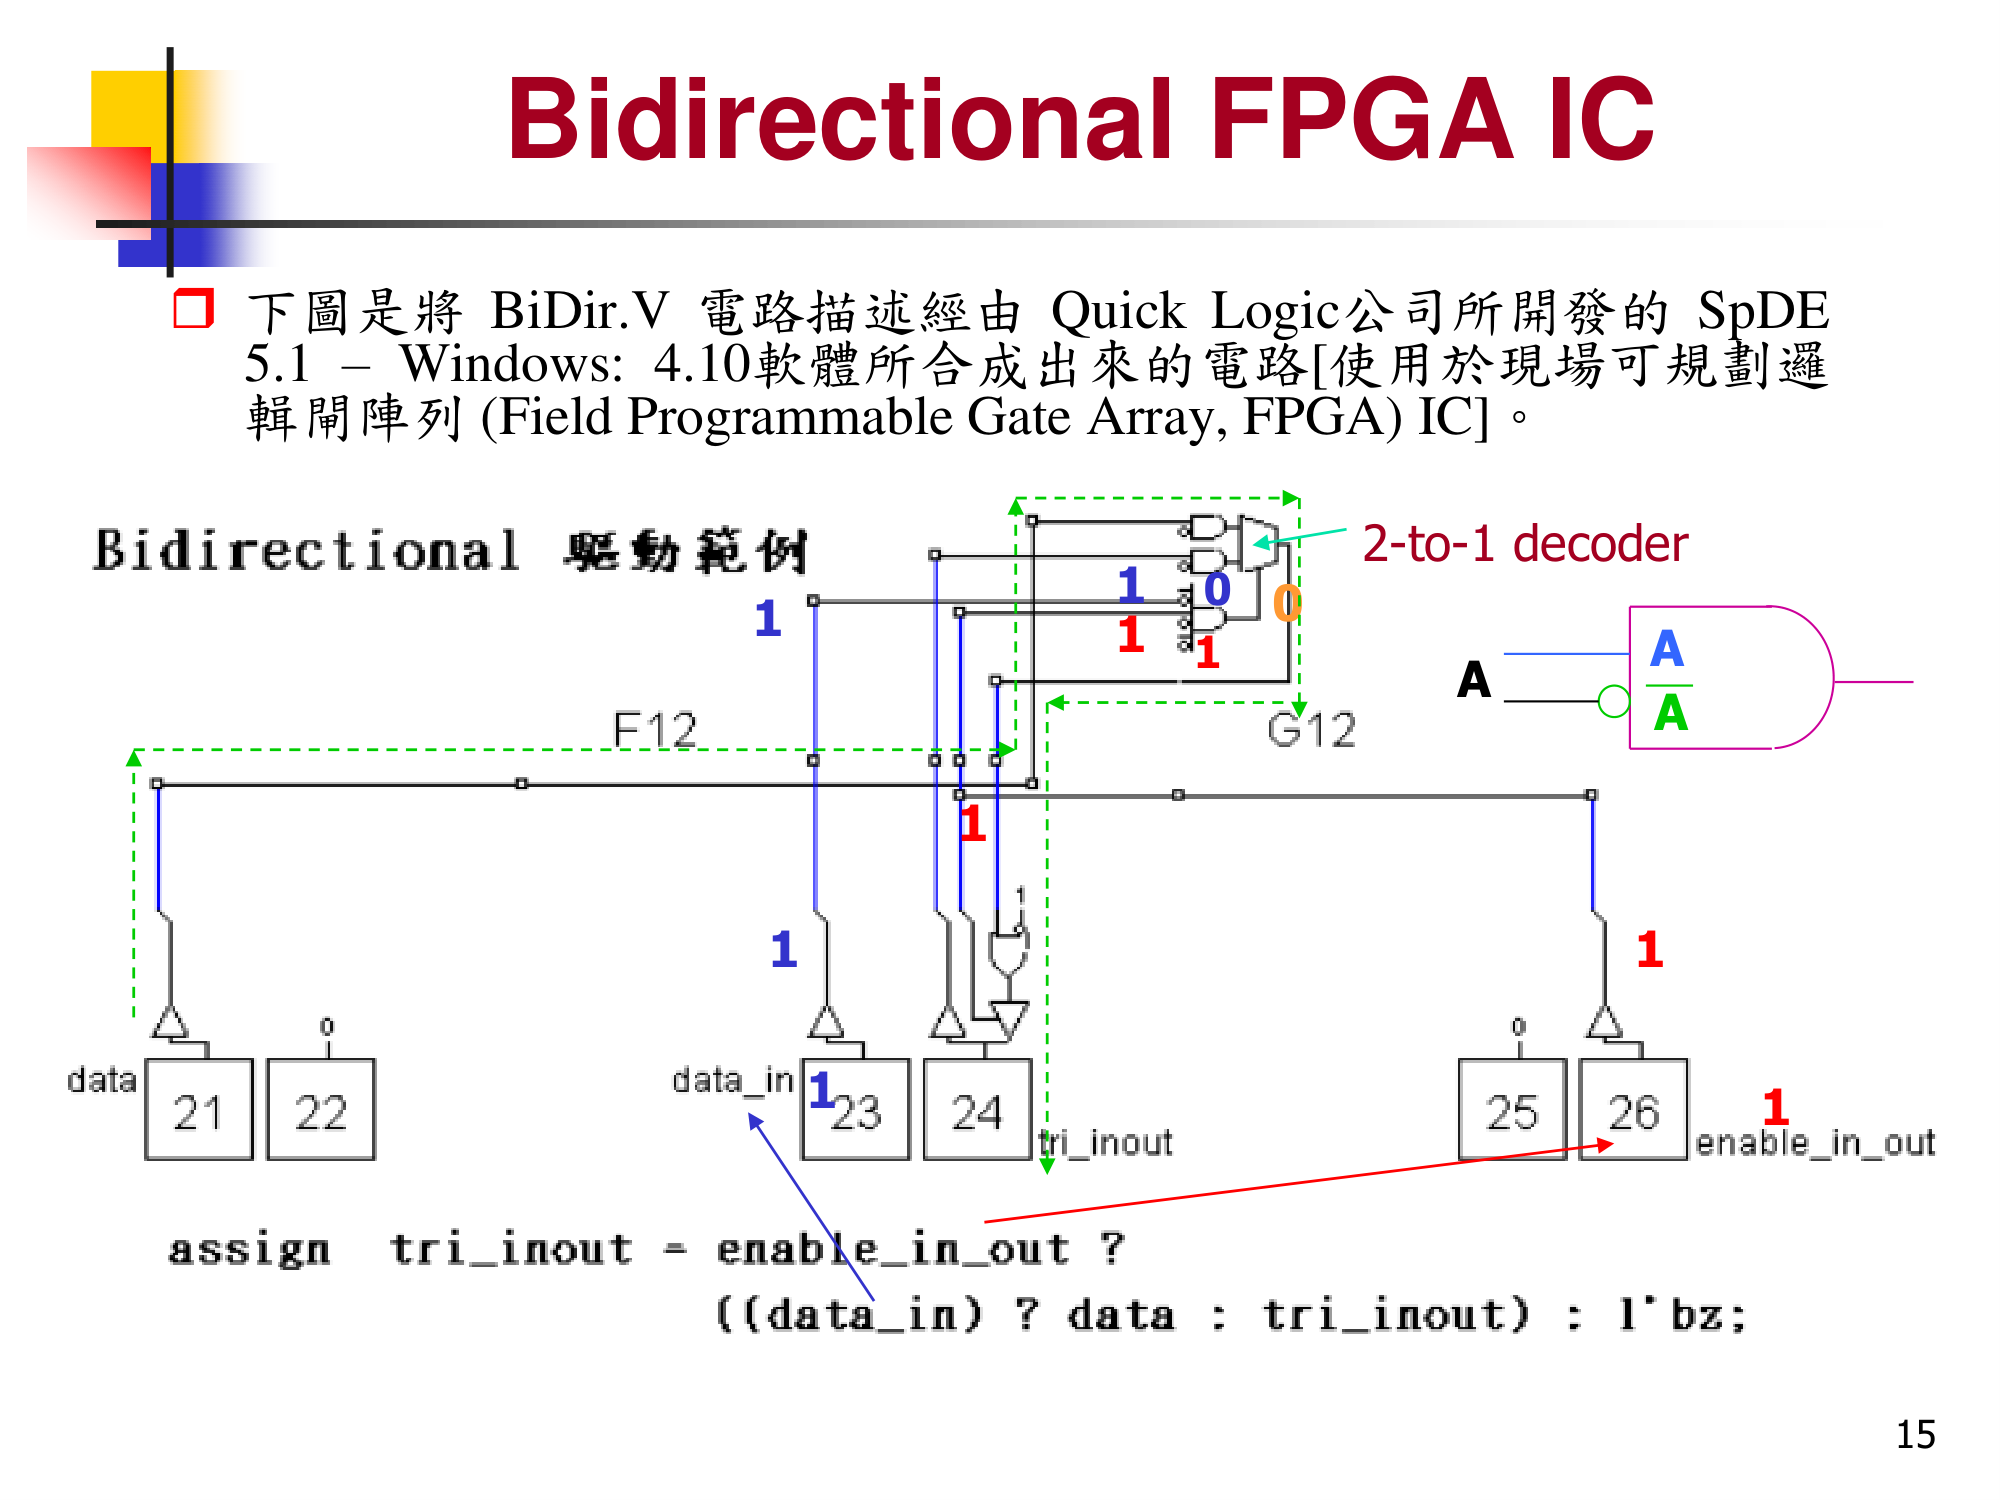 Bidirectional FPGA IC
下圖是將 BiDir.V 電路描述經由 Quick Logic公司所開發的 SpDE
5.1 – Windows: 4.10軟體所合成出來的電路[使用於現場可規劃邏
輯閘陣列 (Field Programmable Gate Array, FPGA) IC]。
Bidirectional 驅動範例
2-to-1 decoder
1 0 0
1
1 1
A
A
A
F12
G12
1
1
1
1
0
0
data
21
22
data_in
1
23
24
tri_inout
25
26
1
enable_in_out
assign tri_inout = enable_in_out ?
((data_in) ? data : tri_inout) : 1'bz;
15